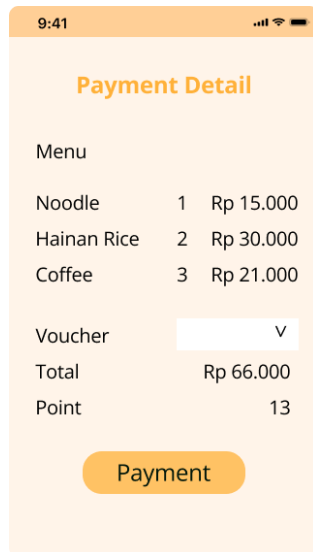 9:41
Payment Detail
Menu
Noodle 1 Rp 15.000
Hainan Rice 2 Rp 30.000
Coffee 3 Rp 21.000
Voucher V
Total Rp 66.000
Point 13
Payment